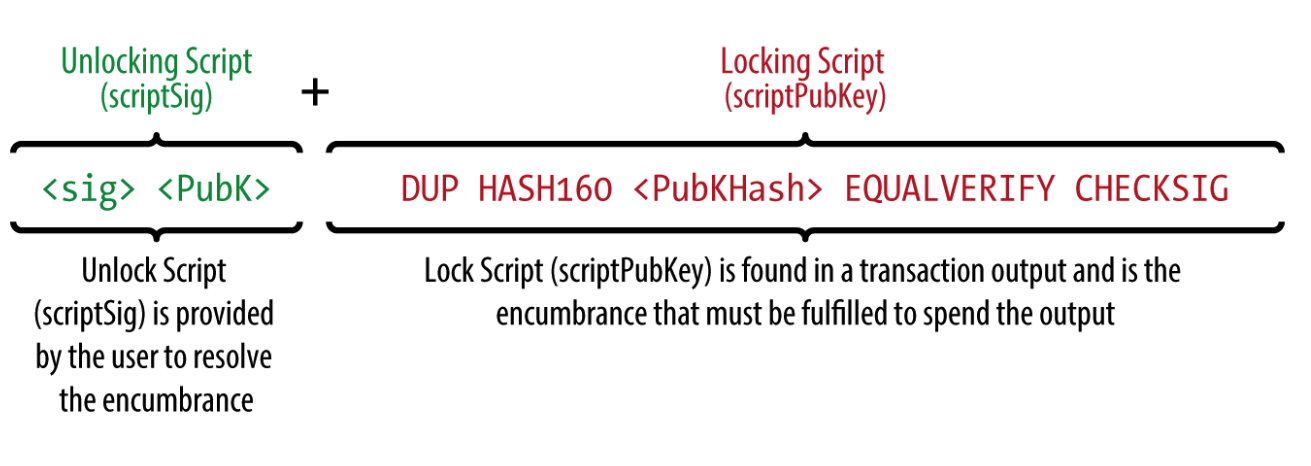 Unlocking Script
(scriptSig)
+
Locking Script
(scriptPubKey)
<sig> <PubK>
DUP HASH160 <PubKHash> EQUALVERIFY CHECKSIG
Unlock Script
(scriptSig) is provided
by the user to resolve
the encumbrance
Lock Script (scriptPubKey) is found in a transaction output and is the
encumbrance that must be fulfilled to spend the output